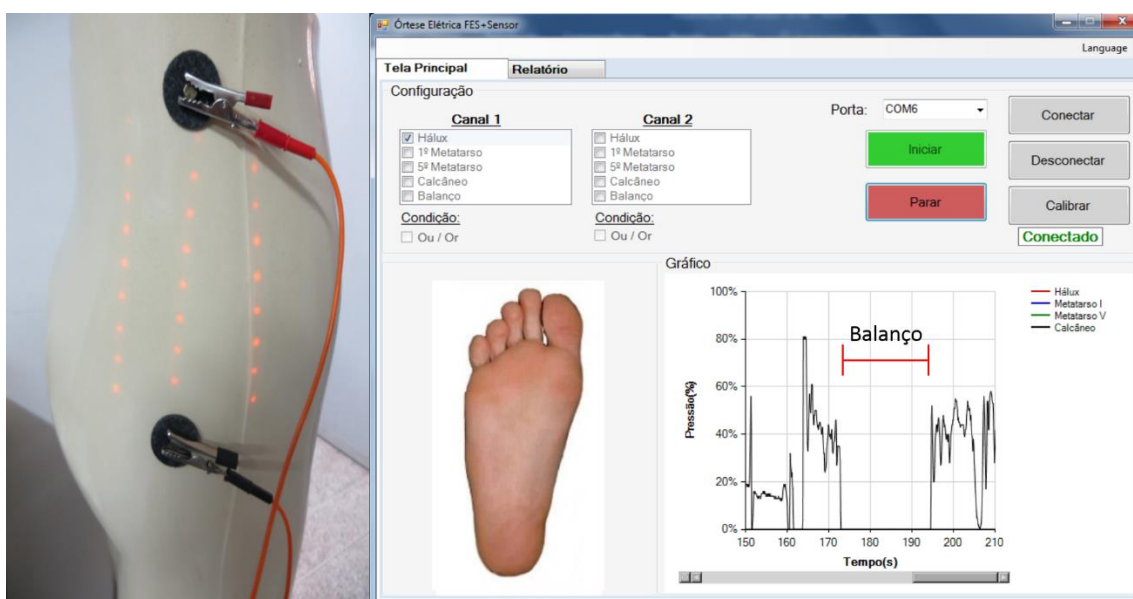 Órtese Elétrica FES+Sensor
Language
Tela Principal Relatório
Configuração
Canal 1
Hálux
1º Metatarso
5º Metatarso
Calcâneo
Balanço
Condição:
Ou / Or
Canal 2
Hálux
1º Metatarso
5º Metatarso
Calcâneo
Balanço
Condição:
Ou / Or
Porta: COM6
Iniciar
Parar
Conectar
Desconectar
Calibrar
Conectado
Gráfico
Balanço
Hálux
Metatarso I
Metatarso V
Calcâneo
Pressão(%)
100%
80%
60%
40%
20%
0%
150 160 170 180 190 200 210
Tempo(s)